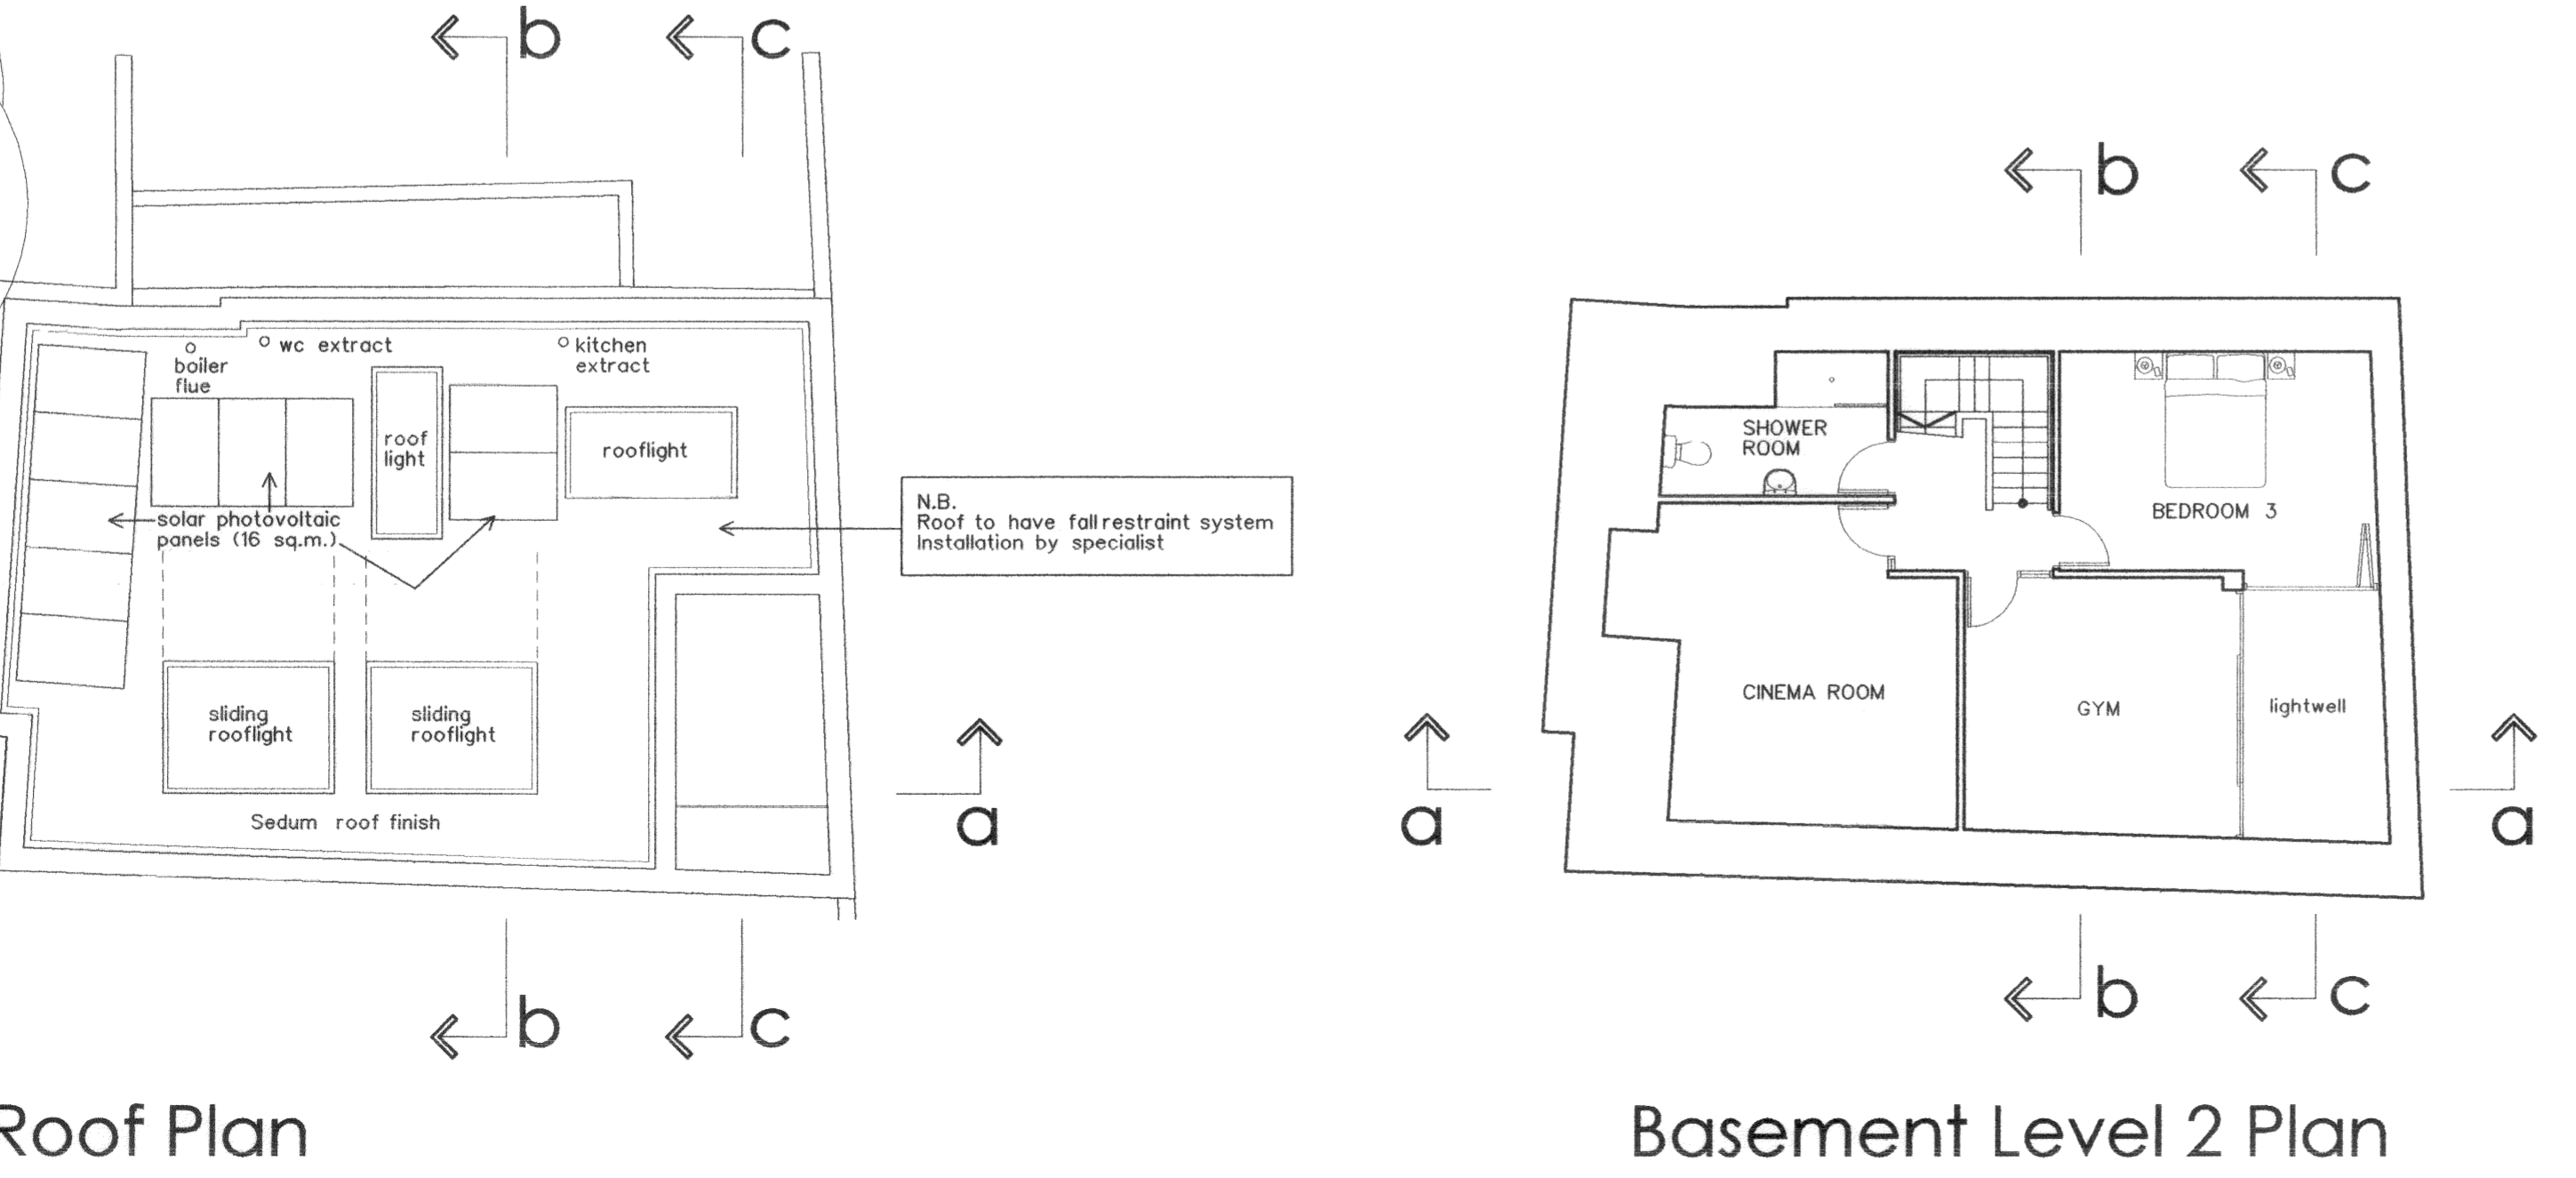 b
c
boiler
flue
wc extract
kitchen
extract
roof
light
rooflight
solar photovoltaic
panels (16 sq.m.)
N.B.
Roof to have fall restraint system
Installation by specialist
sliding
rooflight
sliding
rooflight
Sedum roof finish
a
b
c
Roof Plan
b
c
SHOWER
ROOM
BEDROOM 3
CINEMA ROOM
GYM
lightwell
a
a
b
c
Basement Level 2 Plan